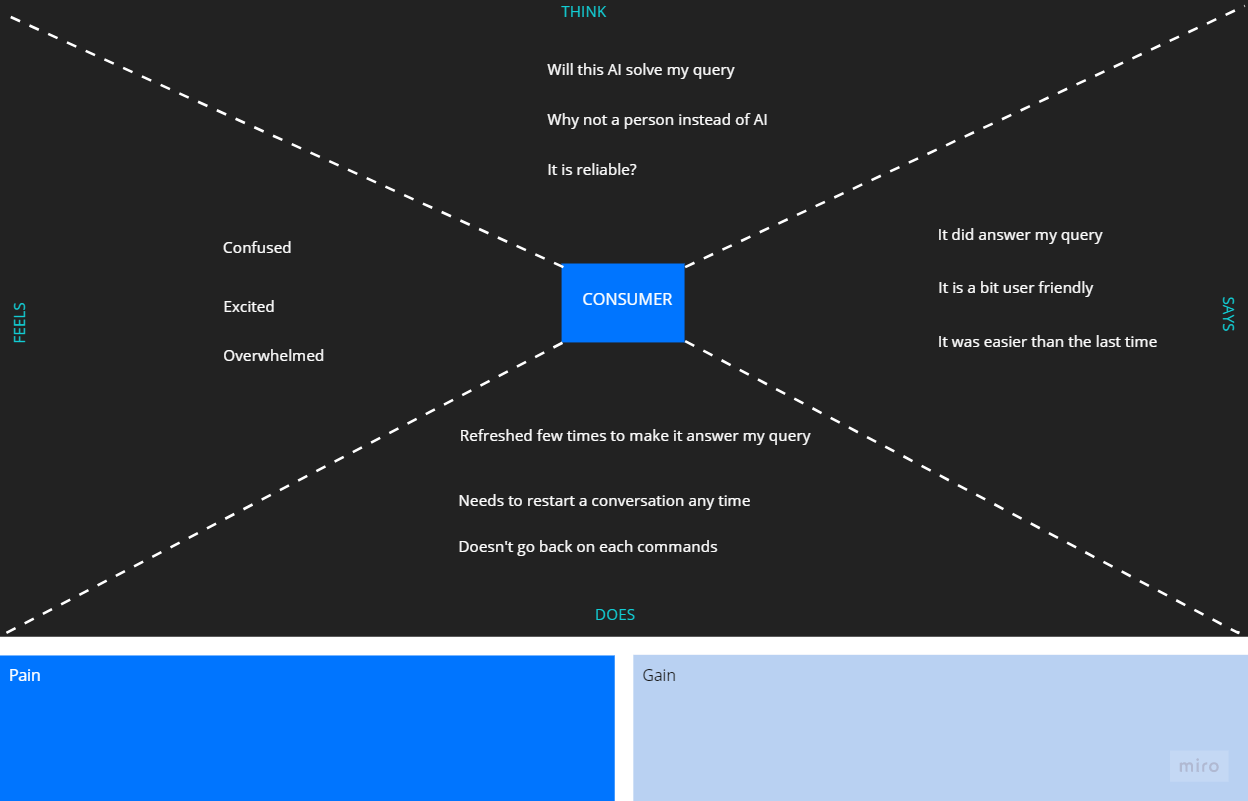 THINK
Will this AI solve my query
Why not a person instead of AI
It is reliable?
FEELS
Confused
Excited
Overwhelmed
CONSUMER
It did answer my query
It is a bit user friendly
It was easier than the last time
SAYS
Refreshed few times to make it answer my query
Needs to restart a conversation any time
Doesn't go back on each commands
DOES
Pain
Gain
miro